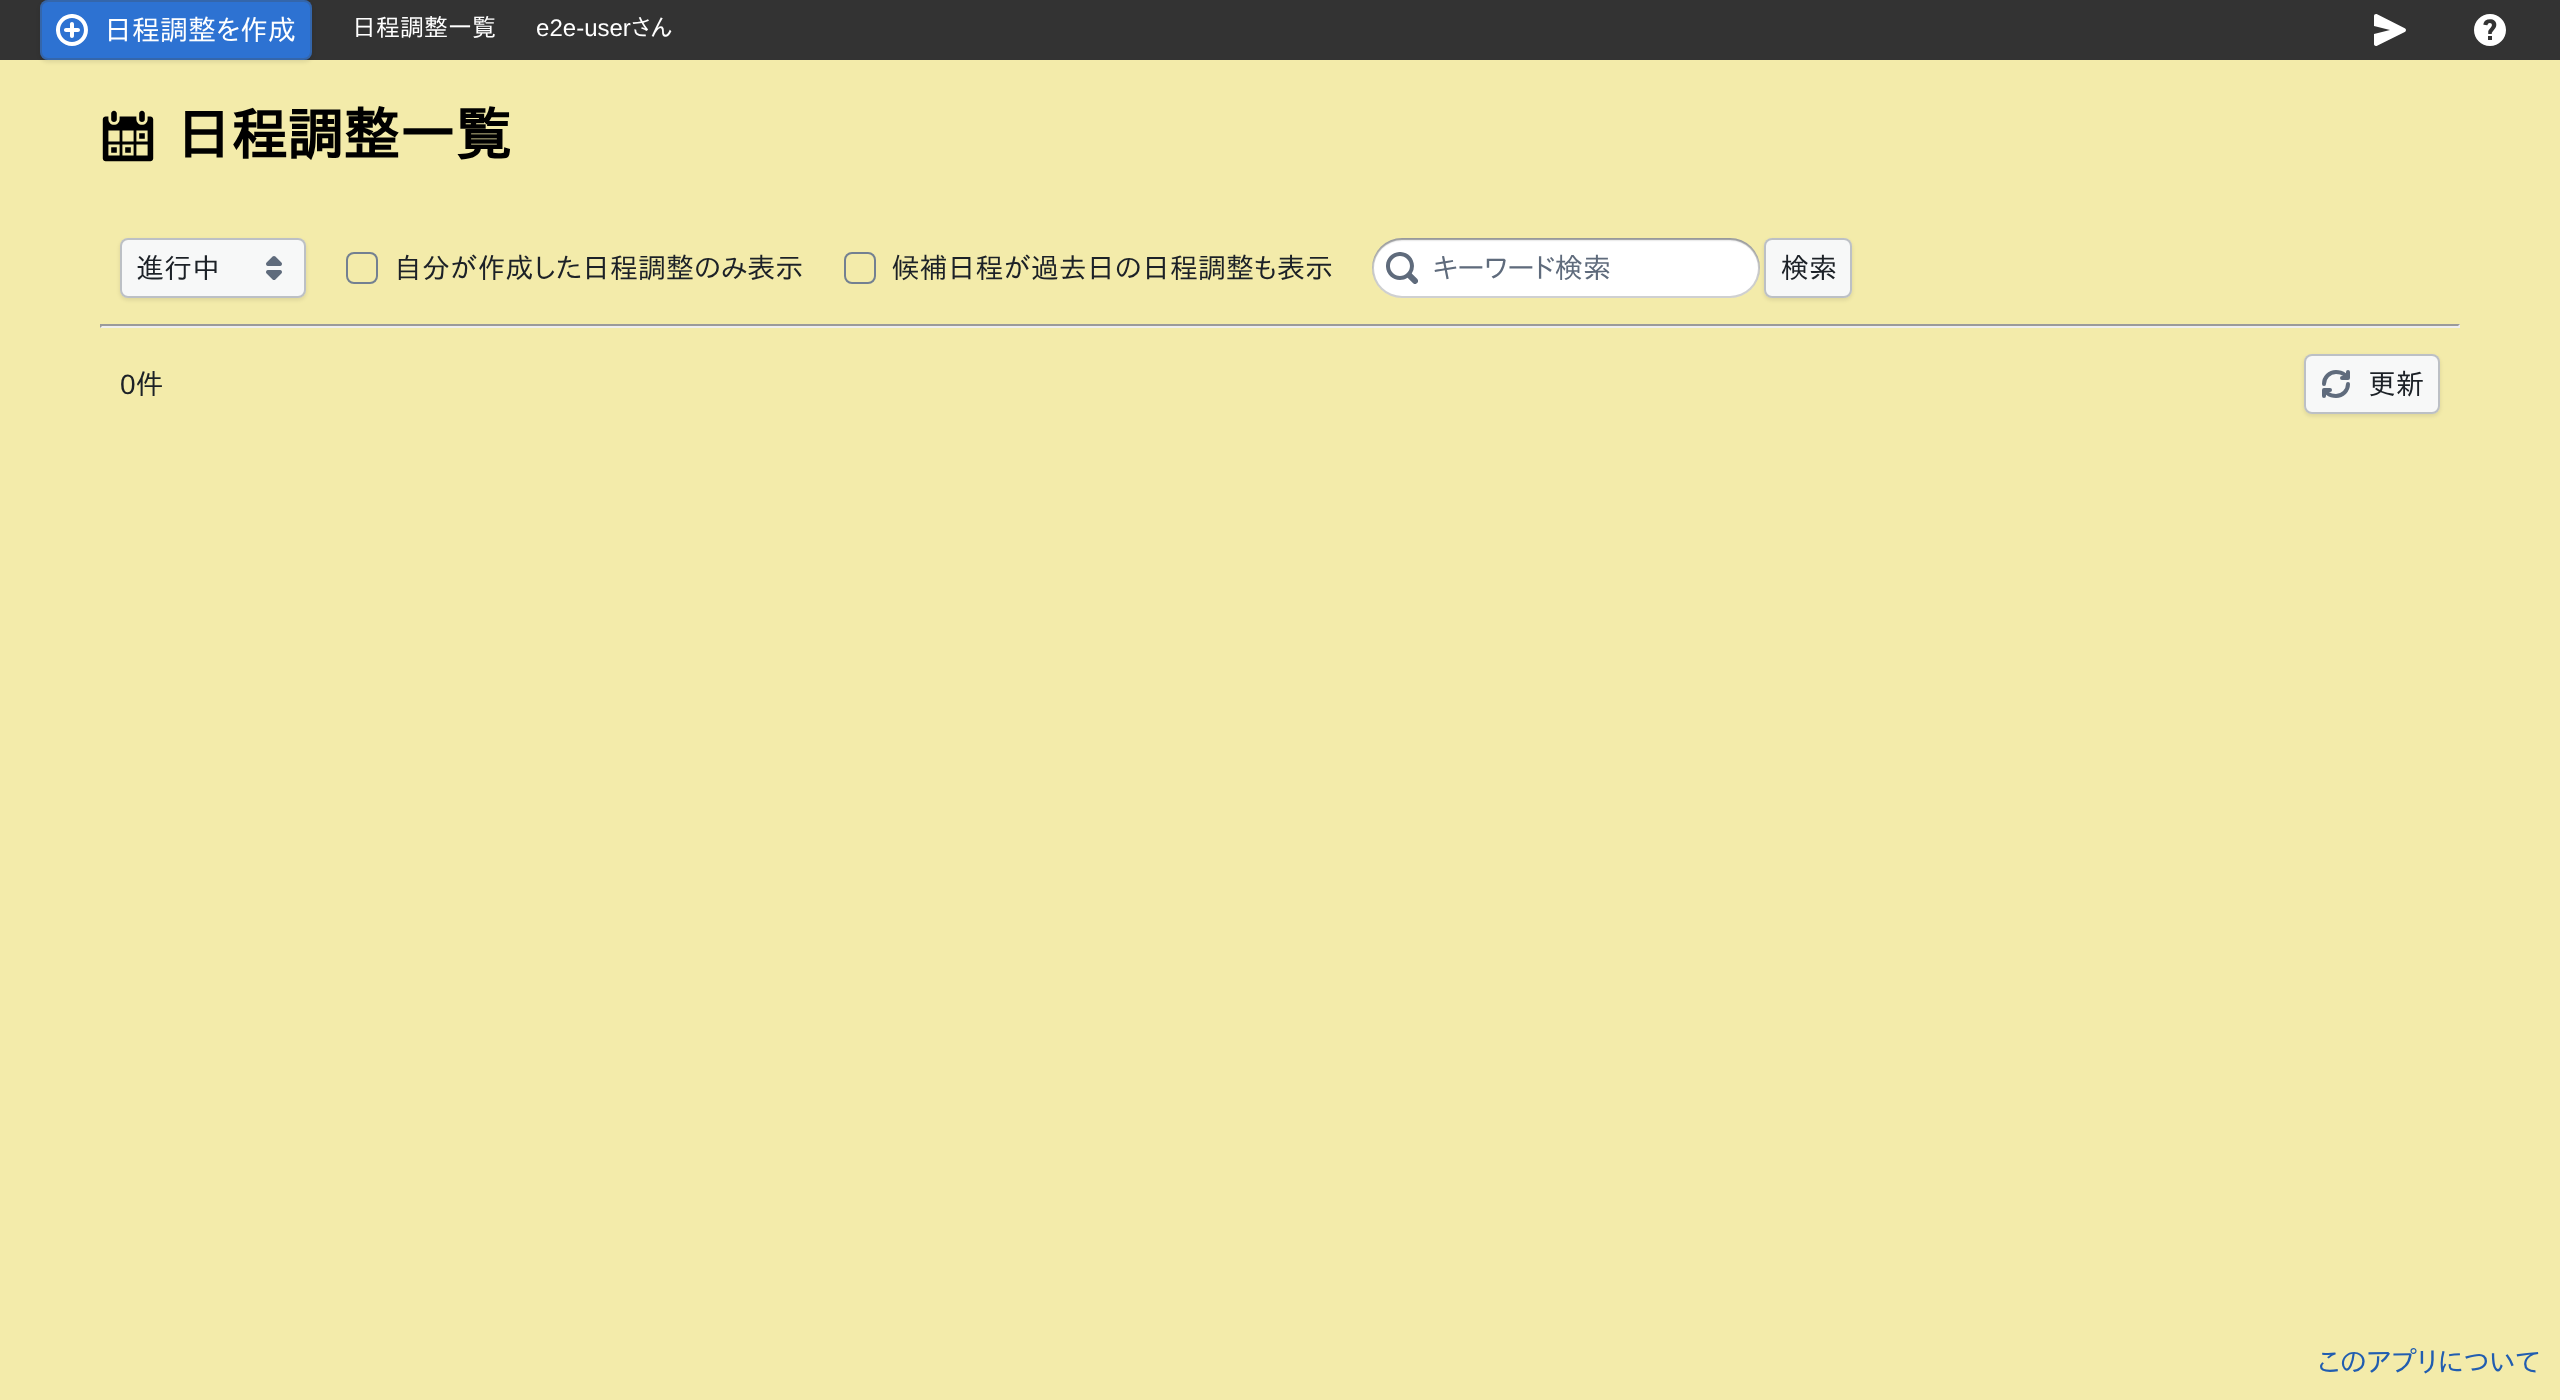 日程調整を作成 日程調整一覧 e2e-userさん
日程調整一覧
進行中 自分が作成した日程調整のみ表示 候補日程が過去日の日程調整も表示 キーワード検索 検索
0件 更新
このアプリについて